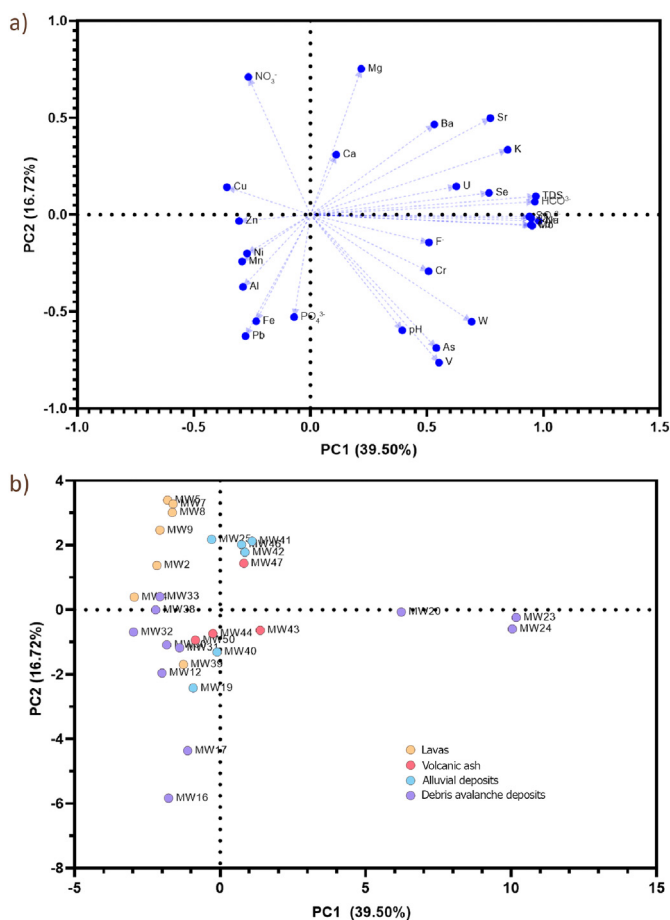 a)
1.0
0.5
0.0
-0.5
-1.0
PC2 (16.72%)
NO₃⁻
Mg
Ba
Sr
Ca
K
Cu
U
Se
TDS
HCO³⁻
Zn
F⁻
Ni
Mn
Cr
Al
Fe
PO₄³⁻
W
Pb
pH
As
V
-1.0 -0.5 0.0 0.5 1.0 1.5
PC1 (39.50%)
b)
4
2
0
-2
-4
-6
-8
PC2 (16.72%)
MW5
MW7
MW8
MW9
MW25
MW41
MW46
MW42
MW2
MW47
MW33
MW38
MW20
MW23
MW32
MW44
MW43
MW24
MW50
MW31
MW40
MW39
MW12
MW19
MW17
MW16
Lavas
Volcanic ash
Alluvial deposits
Debris avalanche deposits
-5 0 5 10 15
PC1 (39.50%)